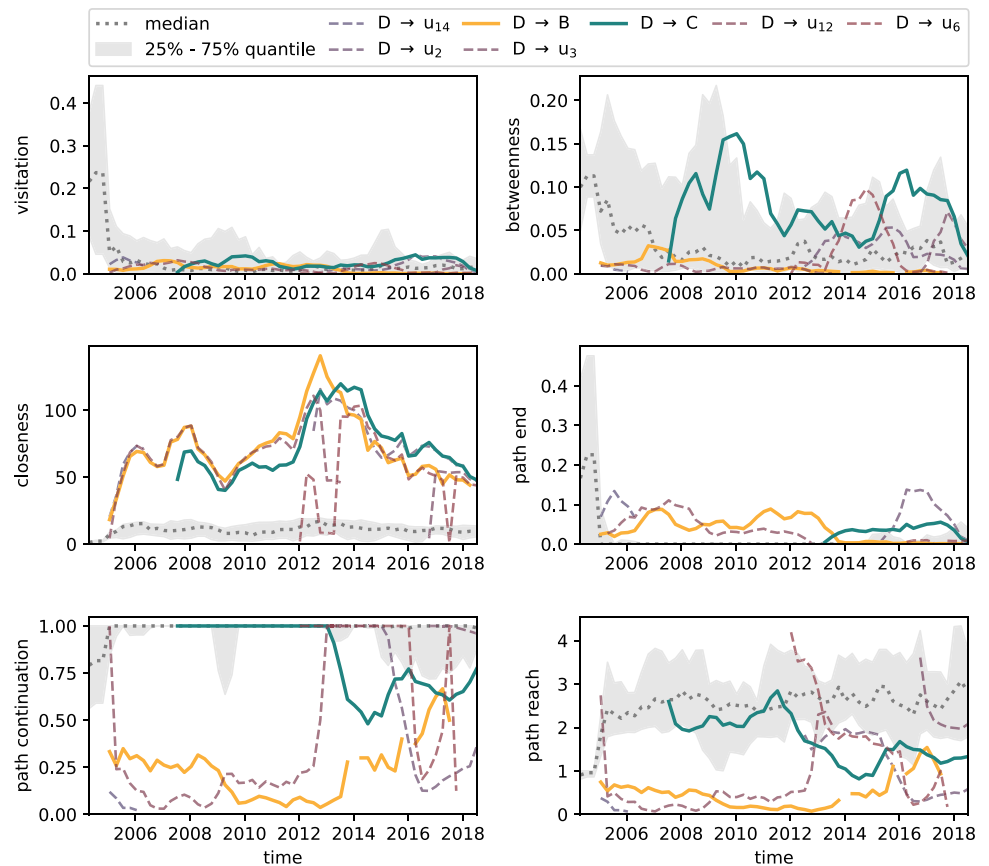 median D → u14 D → B D → C D → u12 D → u6
25% - 75% quantile D → u2 D → u3
visitation
0.4
0.3
0.2
0.1
0.0
2006 2008 2010 2012 2014 2016 2018
betweenness
0.20
0.15
0.10
0.05
0.00
2006 2008 2010 2012 2014 2016 2018
closeness
100
50
0
2006 2008 2010 2012 2014 2016 2018
path end
0.4
0.3
0.2
0.1
0.0
2006 2008 2010 2012 2014 2016 2018
path continuation
1.00
0.75
0.50
0.25
0.00
2006 2008 2010 2012 2014 2016 2018
time
path reach
4
3
2
1
0
2006 2008 2010 2012 2014 2016 2018
time